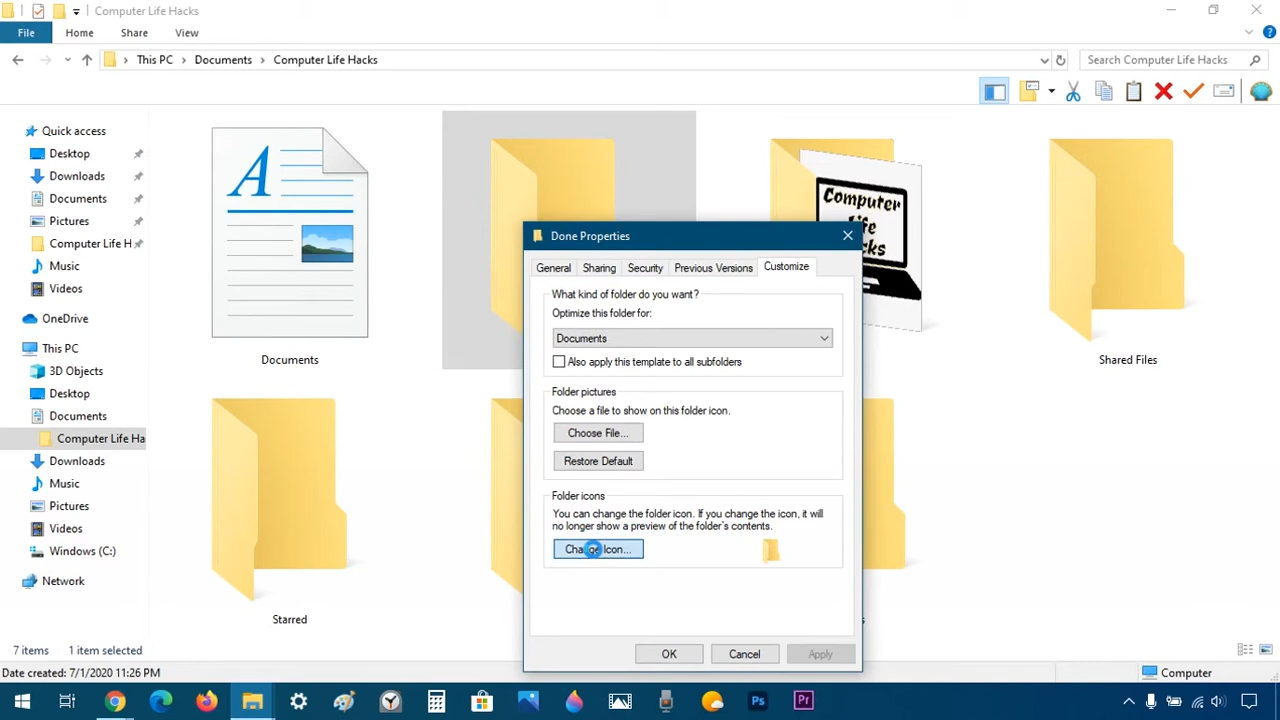 Computer Life Hacks
File Home Share View
This PC Documents Computer Life Hacks
Search Computer Life Hacks
Quick access
Desktop
Downloads
Documents
Pictures
Computer Life H
Music
Videos
OneDrive
This PC
3D Objects
Desktop
Documents
Computer Life Ha
Downloads
Music
Pictures
Videos
Windows (C:)
Network
A
Documents
Computer
Life
Hacks
Shared Files
Starred
Done Properties
General Sharing Security Previous Versions Customize
What kind of folder do you want?
Optimize this folder for:
Documents
Also apply this template to all subfolders
Folder pictures
Choose a file to show on this folder icon.
Choose File...
Restore Default
Folder icons
You can change the folder icon. If you change the icon, it will
no longer show a preview of the folder's contents.
Change Icon...
OK Cancel Apply
7 items 1 item selected
Date created: 7/1/2020 11:26 PM
Computer
Ps
Pr